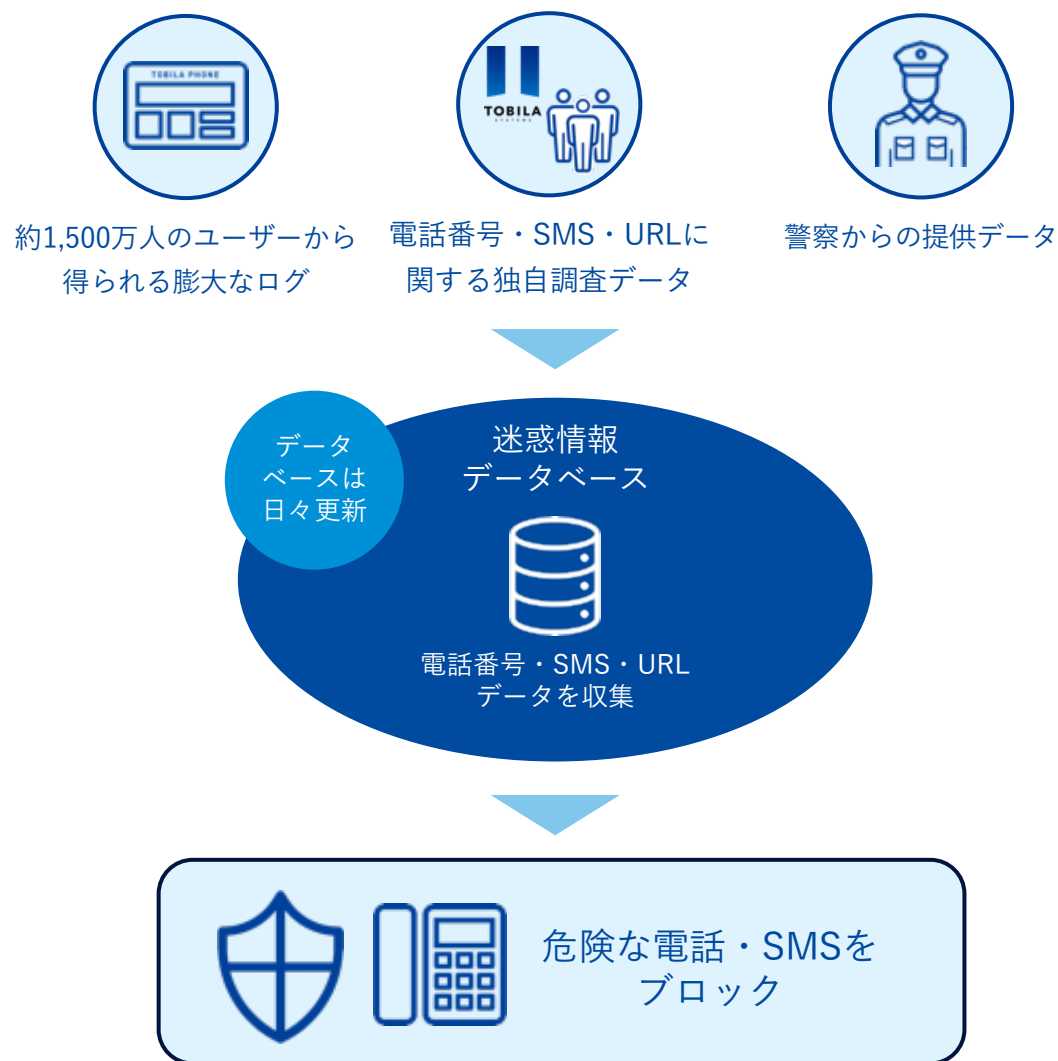 TOBILA PHONE
TOBILA
SYSTEMS
約1,500万人のユーザーから
得られる膨大なログ
電話番号・SMS・URLに
関する独自調査データ
警察からの提供データ
データ
ベースは
日々更新
迷惑情報
データベース
電話番号・SMS・URL
データを収集
危険な電話・SMSを
ブロック